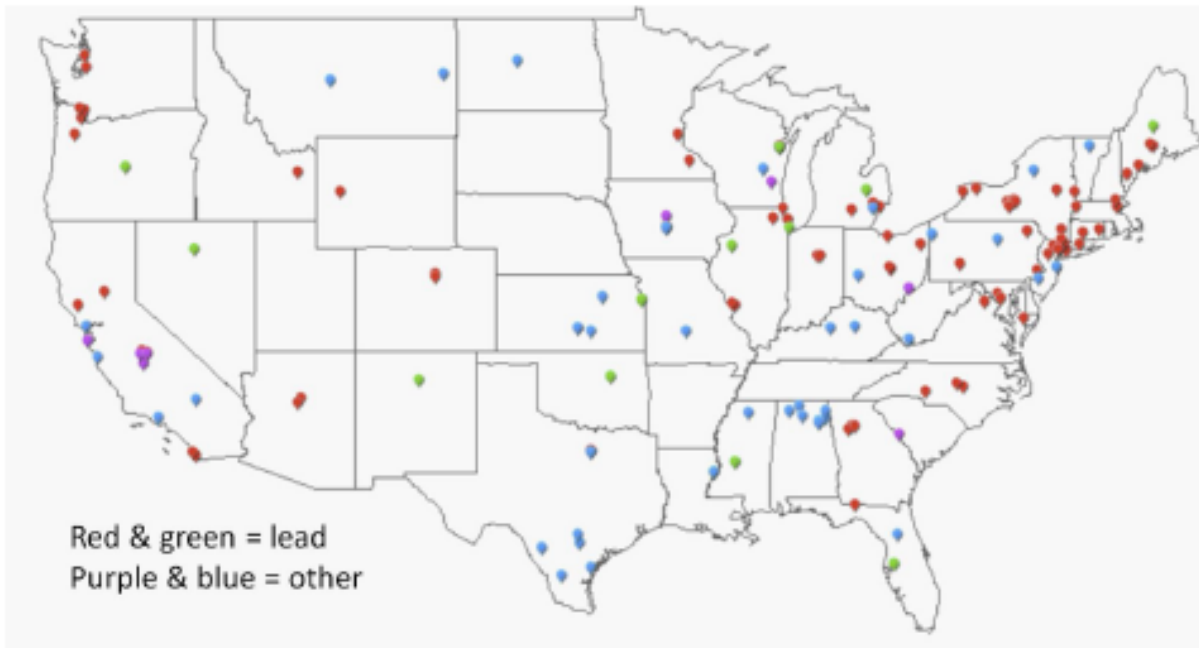 Red & green = lead
Purple & blue = other